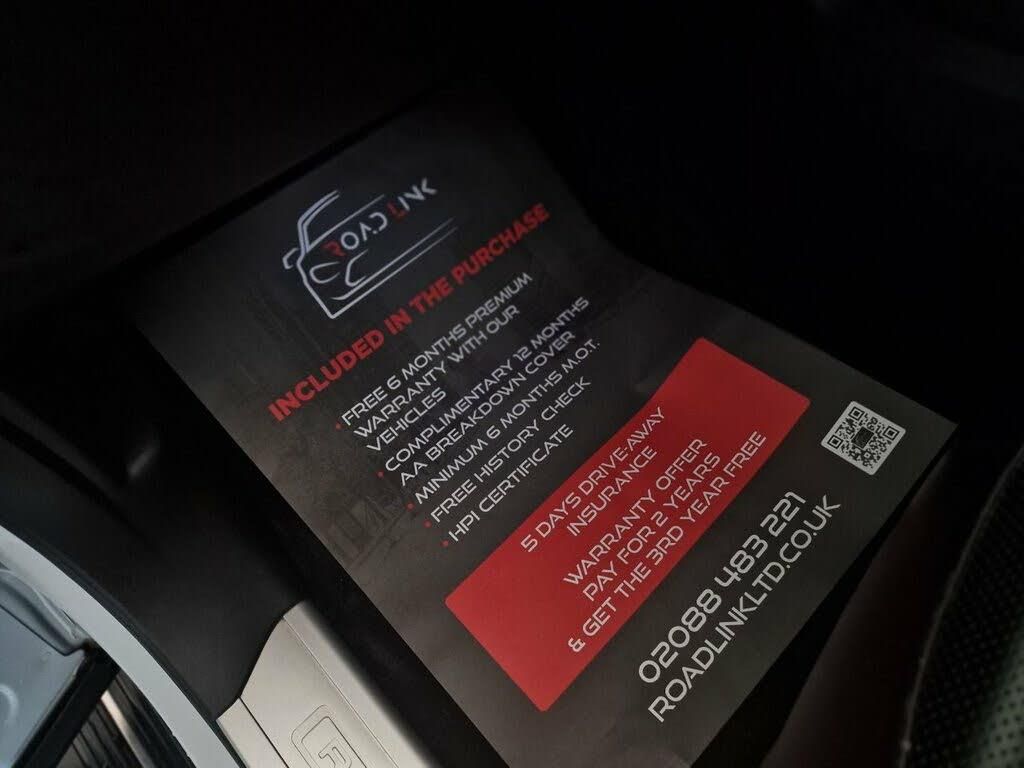 ROAD LINK
INCLUDED IN THE PURCHASE
• FREE 6 MONTHS PREMIUM
WARRANTY WITH OUR
VEHICLES
• COMPLIMENTARY 12 MONTHS
AA BREAKDOWN COVER
• MINIMUM 6 MONTHS M.O.T.
• FREE HISTORY CHECK
• HPI CERTIFICATE
5 DAYS DRIVE-AWAY
INSURANCE
WARRANTY OFFER
PAY FOR 2 YEARS
& GET THE 3RD YEAR FREE
02088 483 221
ROADLINKLTD.CO.UK